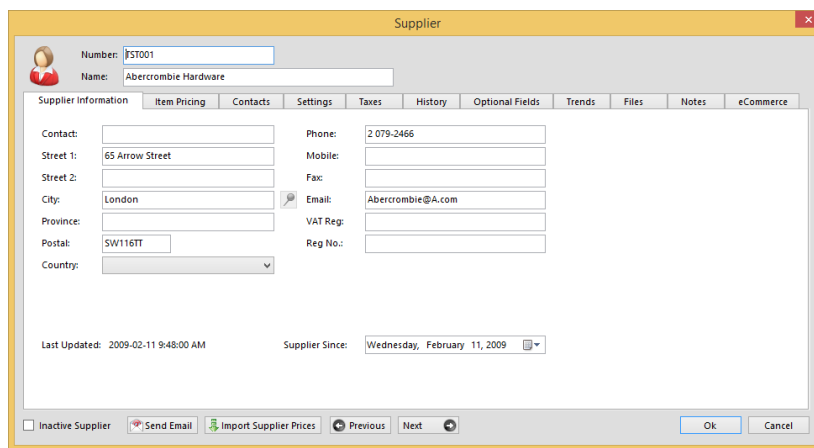 Supplier
Number: TST001
Name: Abercrombie Hardware
Supplier Information Item Pricing Contacts Settings Taxes History Optional Fields Trends Files Notes eCommerce
Contact: Phone: 2 079-2466
Street 1: 65 Arrow Street Mobile:
Street 2: Fax:
City: London Email: Abercrombie@A.com
Province: VAT Reg:
Postal: SW116TT Reg No.:
Country:
Last Updated: 2009-02-11 9:48:00 AM Supplier Since: Wednesday, February 11, 2009
Inactive Supplier Send Email Import Supplier Prices Previous Next Ok Cancel